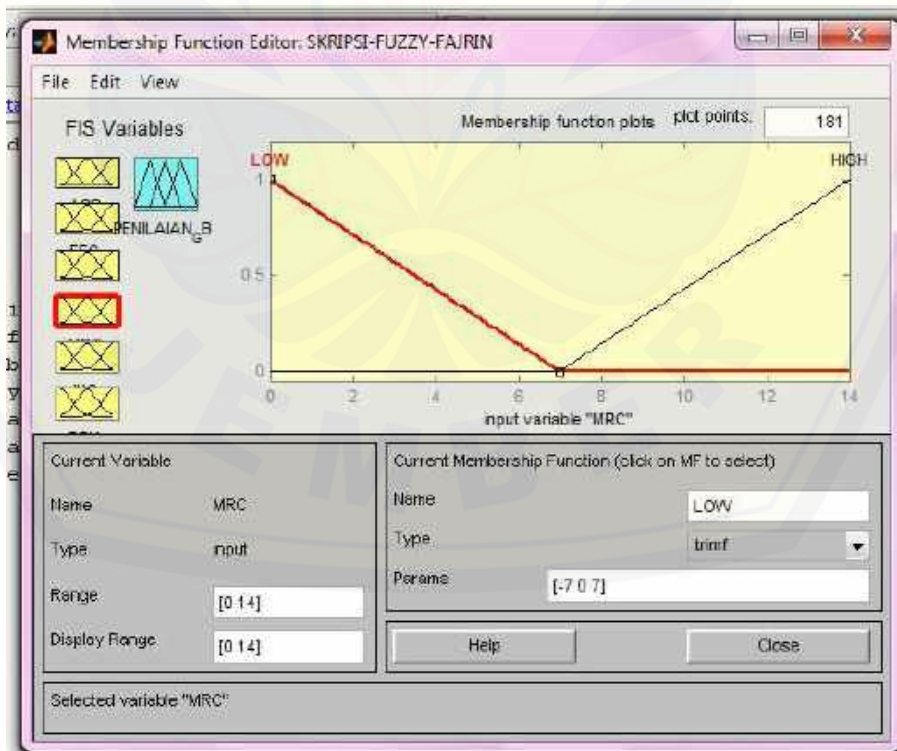 Membership Function Editor: SKRIPSI-FUZZY-FAJRIN
File Edit View
FIS Variables
Membership function plots plot points: 181
PENILAIAN_GB
LOW HIGH
1
0.5
0
0 2 4 6 8 10 12 14
input variable "MRC"
Current Variable
Name MRC
Type input
Range [0 14]
Display Range [0 14]
Current Membership Function (click on MF to select)
Name LOW
Type trimf
Params [-7 0 7]
Help Close
Selected variable "MRC"
JEMBER